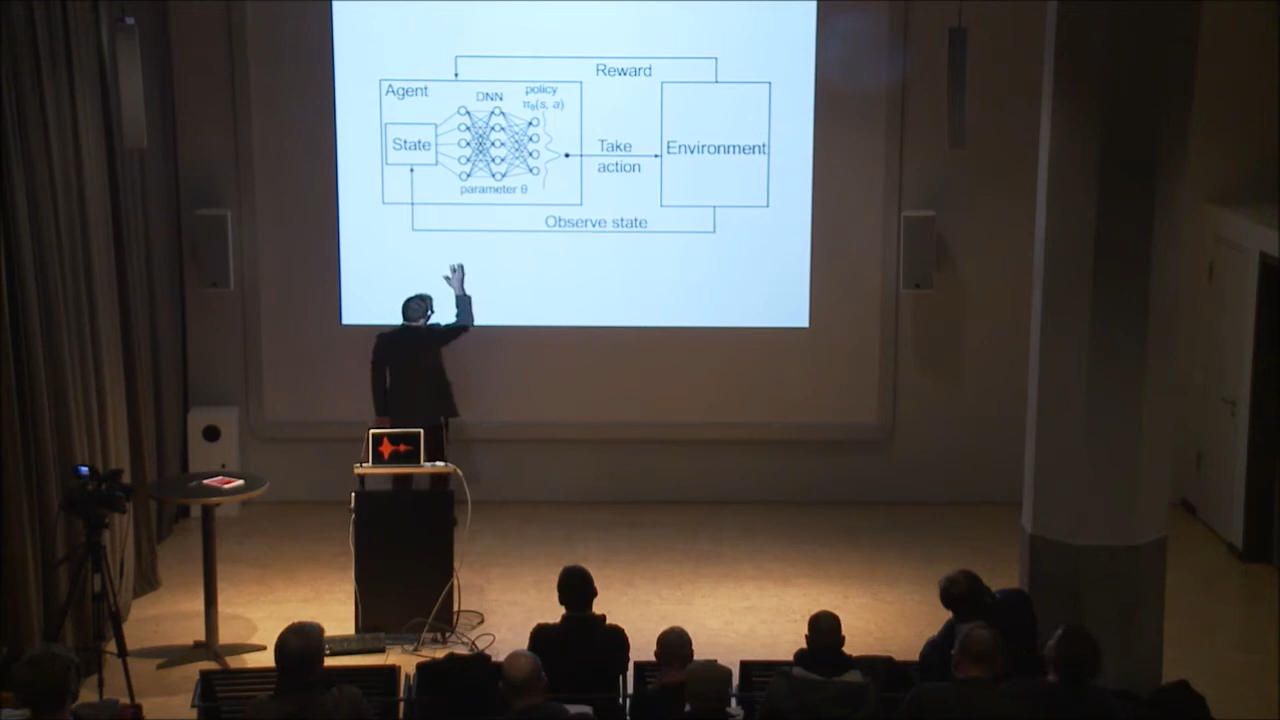 Reward
Agent
DNN
policy
πθ(s, a)
State
Take
action
Environment
parameter θ
Observe state